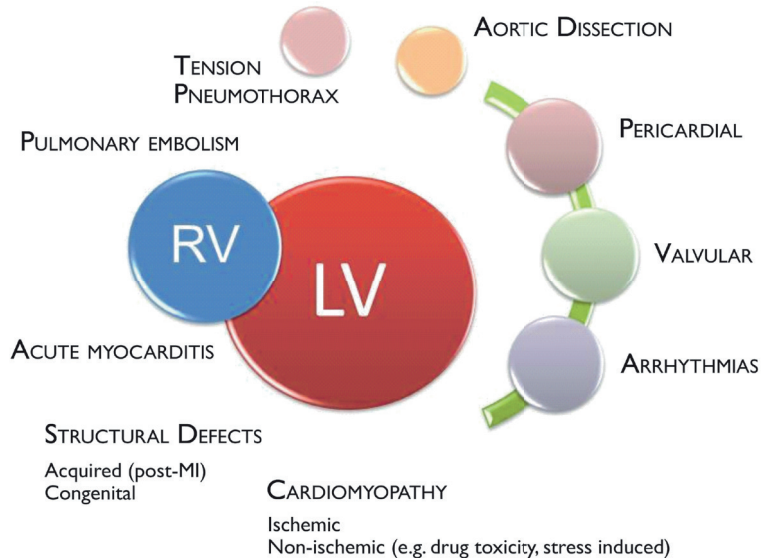 AORTIC DISSECTION
TENSION
PNEUMOTHORAX
PERICARDIAL
PULMONARY EMBOLISM
RV
LV
VALVULAR
ACUTE MYOCARDITIS
ARRHYTHMIAS
STRUCTURAL DEFECTS
Acquired (post-MI)
Congenital
CARDIOMYOPATHY
Ischemic
Non-ischemic (e.g. drug toxicity, stress induced)